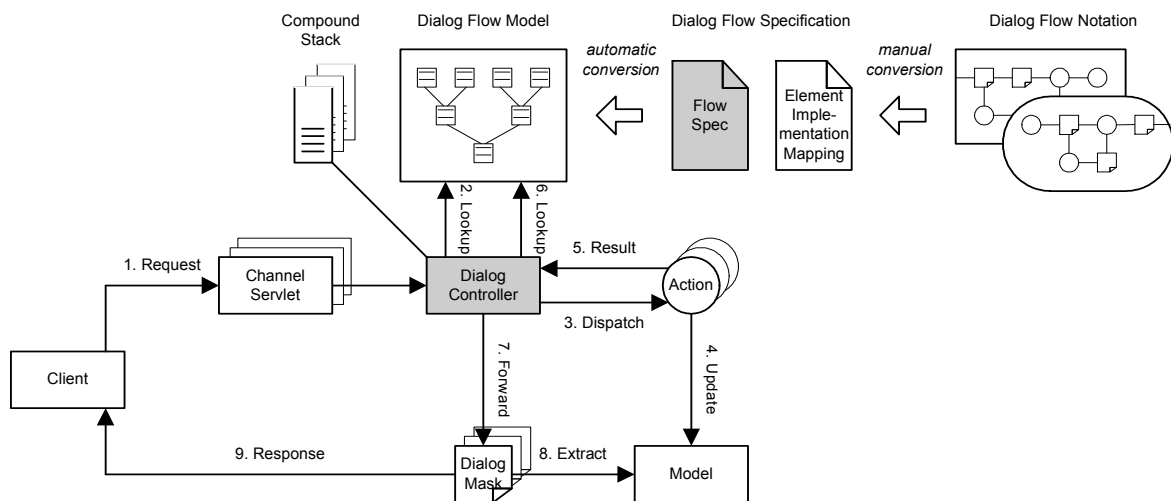 Compound
Stack
Dialog Flow Model
Dialog Flow Specification
Dialog Flow Notation
automatic
conversion
manual
conversion
Flow
Spec
Element
Imple-
mentation
Mapping
2. Lookup
6. Lookup
1. Request
Channel
Servlet
Dialog
Controller
5. Result
3. Dispatch
Action
7. Forward
4. Update
Client
9. Response
Dialog
Mask
8. Extract
Model